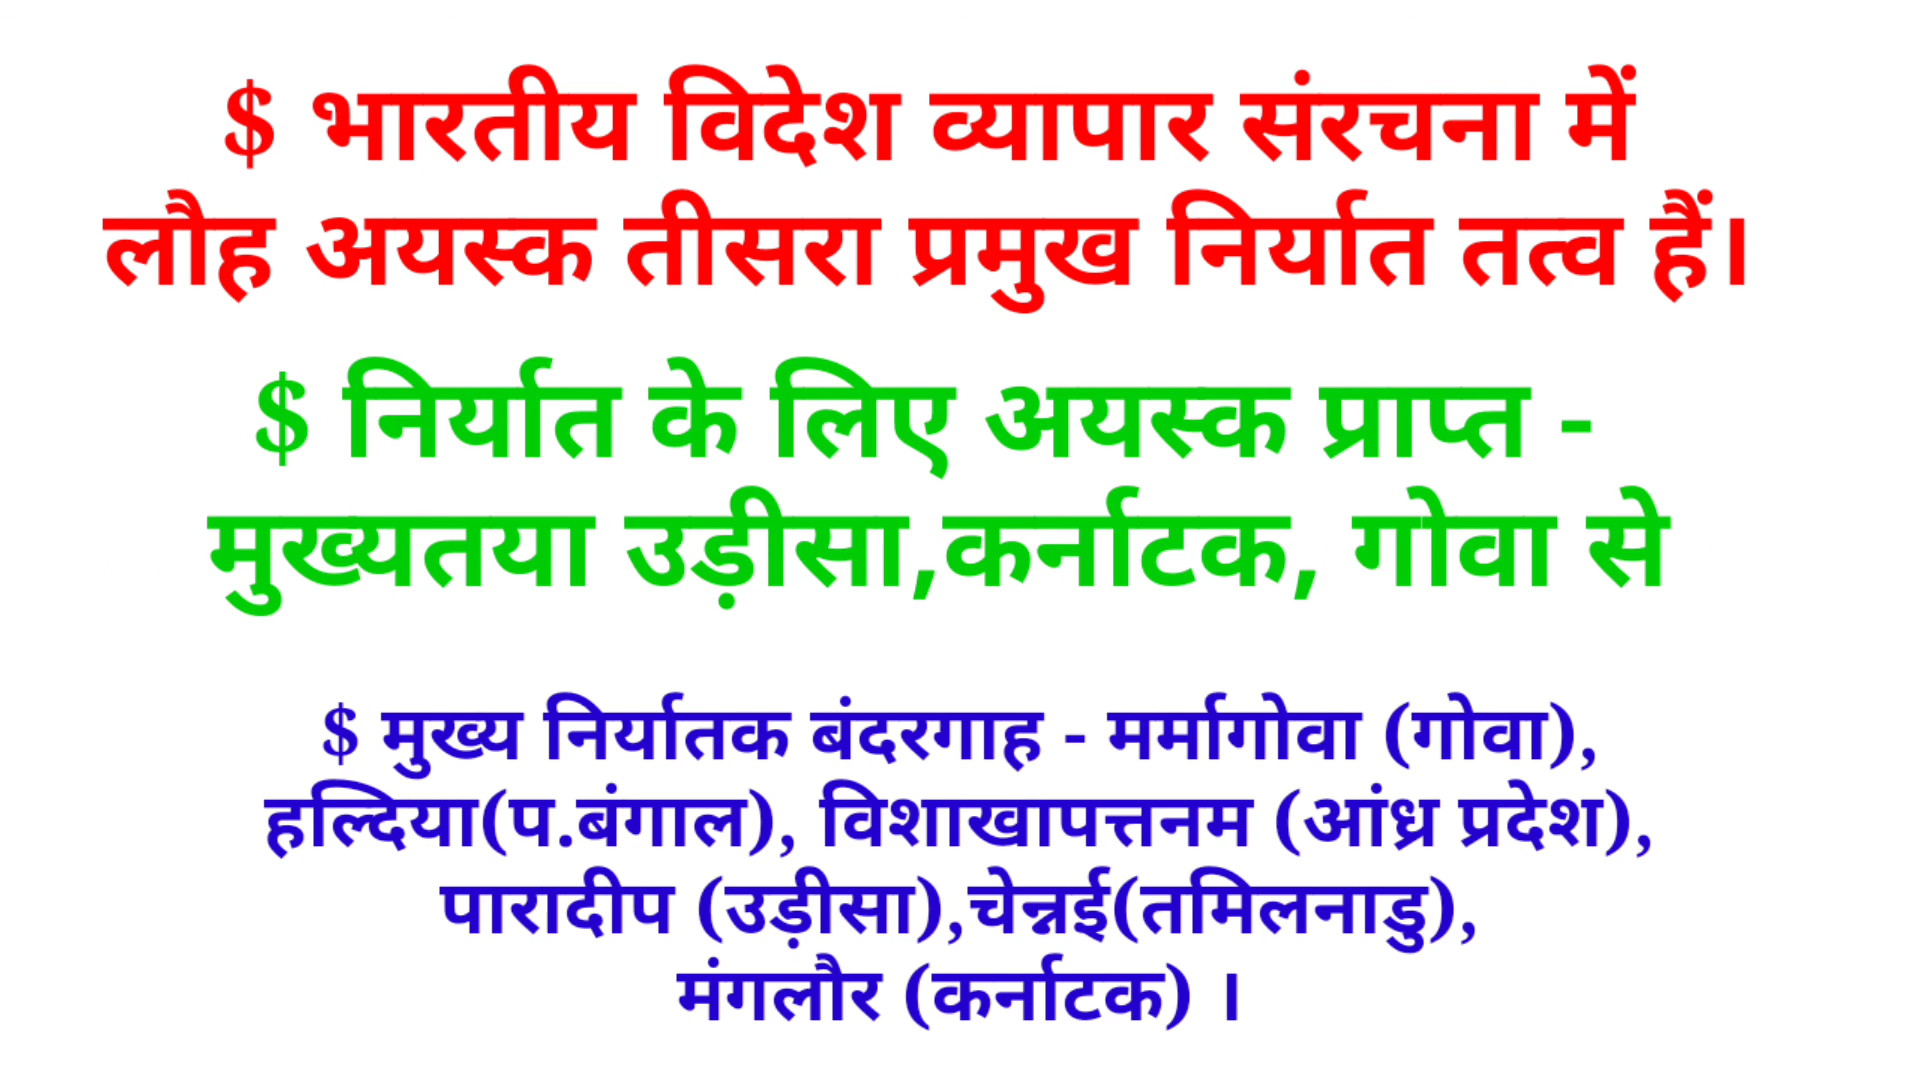 $ भारतीय विदेश व्यापार संरचना में
लौह अयस्क तीसरा प्रमुख निर्यात तत्व हैं।
$ निर्यात के लिए अयस्क प्राप्त -
मुख्यतया उड़ीसा,कर्नाटक, गोवा से
$ मुख्य निर्यातक बंदरगाह - मर्मागोवा (गोवा),
हल्दिया(प.बंगाल), विशाखापत्तनम (आंध्र प्रदेश),
पारादीप (उड़ीसा),चेन्नई(तमिलनाडु),
मंगलौर (कर्नाटक) ।